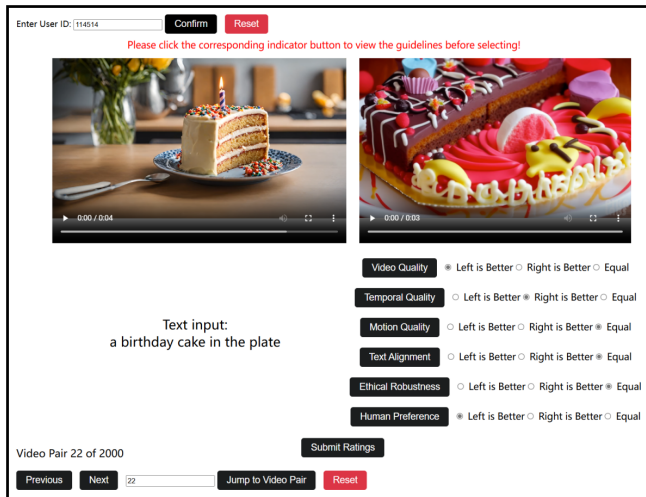 Enter User ID: 114514 Confirm Reset
Please click the corresponding indicator button to view the guidelines before selecting!
0:00 / 0:04
0:00 / 0:03
Video Quality Left is Better Right is Better Equal
Temporal Quality Left is Better Right is Better Equal
Motion Quality Left is Better Right is Better Equal
Text input:
a birthday cake in the plate
Text Alignment Left is Better Right is Better Equal
Ethical Robustness Left is Better Right is Better Equal
Human Preference Left is Better Right is Better Equal
Submit Ratings
Video Pair 22 of 2000
Previous Next 22 Jump to Video Pair Reset